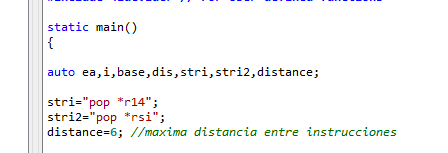 static main()
{
auto ea,i,base,dis,stri,stri2,distance;
stri="pop *r14";
stri2="pop *rsi";
distance=6; //maxima distancia entre instrucciones